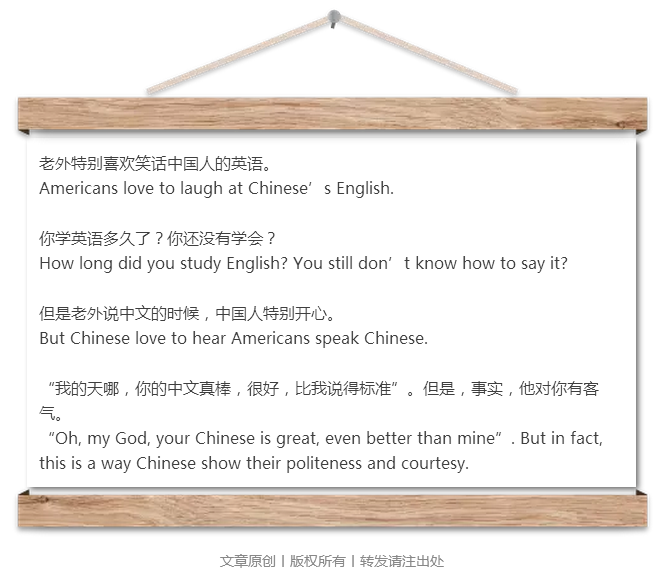 老外特别喜欢笑话中国人的英语。
Americans love to laugh at Chinese’s English.
你学英语多久了？你还没有学会？
How long did you study English? You still don’t know how to say it?
但是老外说中文的时候，中国人特别开心。
But Chinese love to hear Americans speak Chinese.
“我的天哪，你的中文真棒，很好，比我说得标准”。但是，事实，他对你有客
气。
“Oh, my God, your Chinese is great, even better than mine”. But in fact,
this is a way Chinese show their politeness and courtesy.
文章原创丨版权所有丨转发请注出处